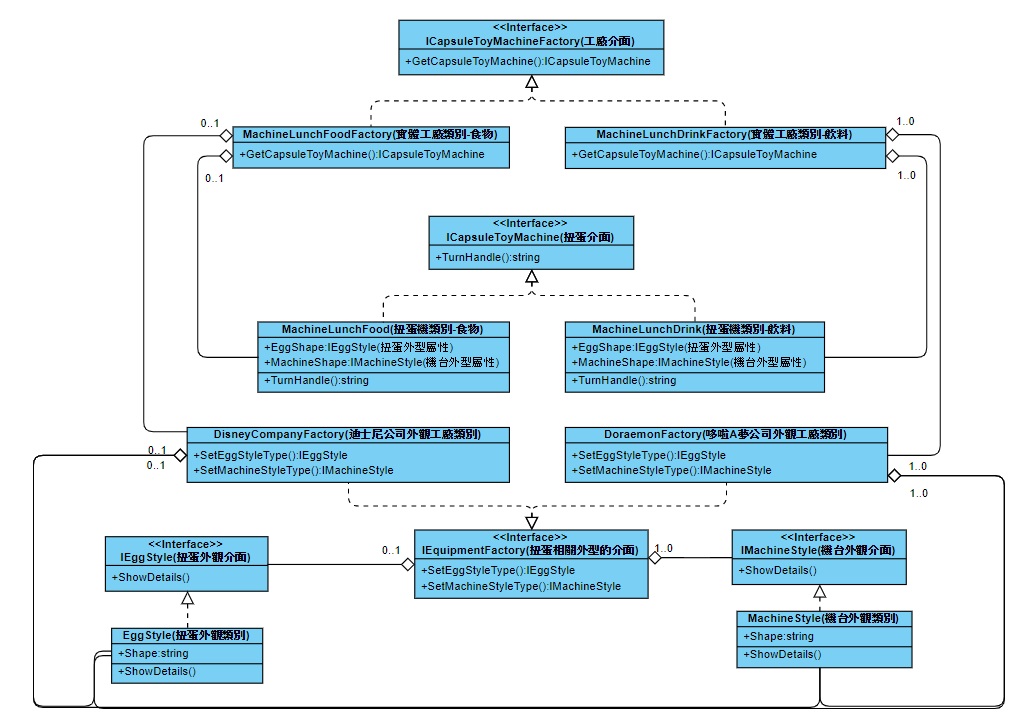 <<Interface>>
ICapsuleToyMachineFactory(工廠介面)
+GetCapsuleToyMachine():ICapsuleToyMachine
0..1
MachineLunchFoodFactory(實體工廠類別-食物)
+GetCapsuleToyMachine():ICapsuleToyMachine
0..1
1..0
MachineLunchDrinkFactory(實體工廠類別-飲料)
+GetCapsuleToyMachine():ICapsuleToyMachine
1..0
<<Interface>>
ICapsuleToyMachine(扭蛋介面)
+TurnHandle():string
MachineLunchFood(扭蛋機類別-食物)
+EggShape:IEggStyle(扭蛋外型屬性)
+MachineShape:IMachineStyle(機台外型屬性)
+TurnHandle():string
MachineLunchDrink(扭蛋機類別-飲料)
+EggShape:IEggStyle(扭蛋外型屬性)
+MachineShape:IMachineStyle(機台外型屬性)
+TurnHandle():string
DisneyCompanyFactory(迪士尼公司外觀工廠類別)
0..1
0..1
+SetEggStyleType():IEggStyle
+SetMachineStyleType():IMachineStyle
DoraemonFactory(哆啦A夢公司外觀工廠類別)
+SetEggStyleType():IEggStyle
+SetMachineStyleType():IMachineStyle
1..0
1..0
<<Interface>>
IEggStyle(扭蛋外觀介面)
+ShowDetails()
0..1
<<Interface>>
IEquipmentFactory(扭蛋相關外型的介面)
+SetEggStyleType():IEggStyle
+SetMachineStyleType():IMachineStyle
1..0
<<Interface>>
IMachineStyle(機台外觀介面)
+ShowDetails()
EggStyle(扭蛋外觀類別)
+Shape:string
+ShowDetails()
MachineStyle(機台外觀類別)
+Shape:string
+ShowDetails()